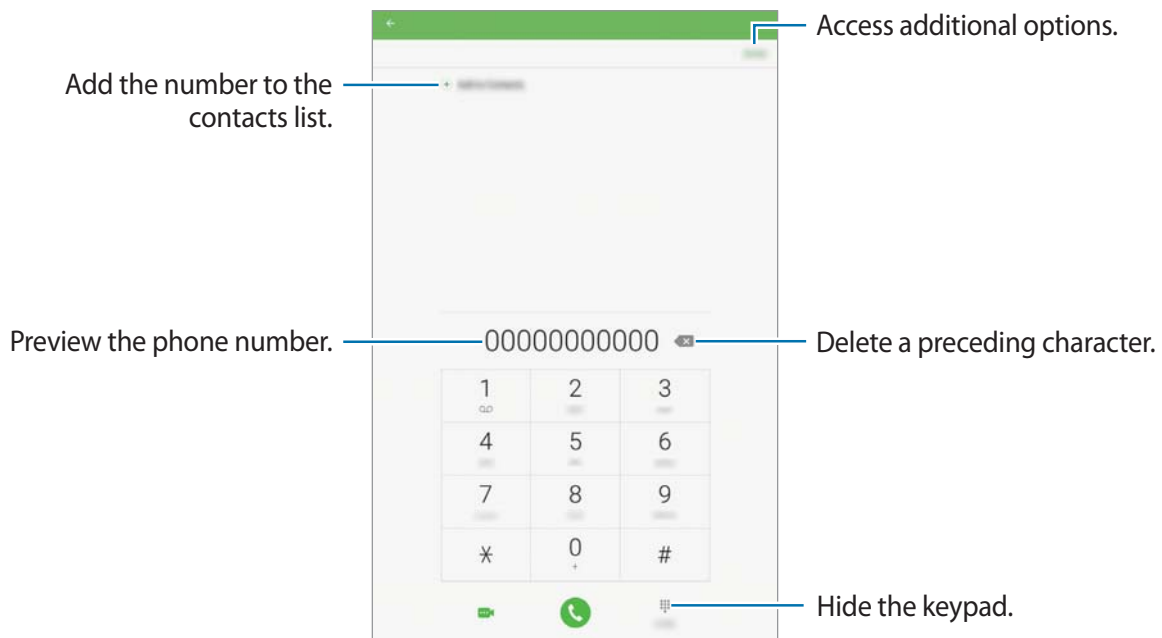 Access additional options.
Add the number to the
contacts list.
Preview the phone number.
00000000000
Delete a preceding character.
1 2 3
4 5 6
7 8 9
* 0 #
+
Hide the keypad.